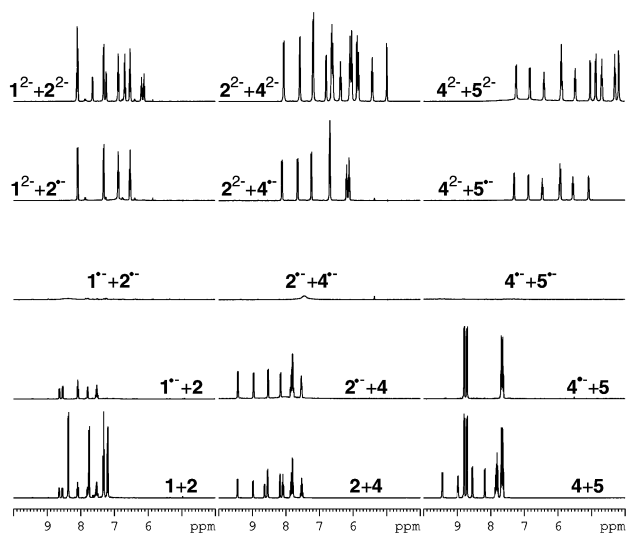 1²⁻+2²⁻ 2²⁻+4²⁻ 4²⁻+5²⁻
1²⁻+2•⁻ 2²⁻+4•⁻ 4²⁻+5•⁻
1•⁻+2•⁻ 2•⁻+4•⁻ 4•⁻+5•⁻
1•⁻+2 2•⁻+4 4•⁻+5
1+2 2+4 4+5
9 8 7 6 ppm 9 8 7 6 ppm 9 8 7 6 ppm